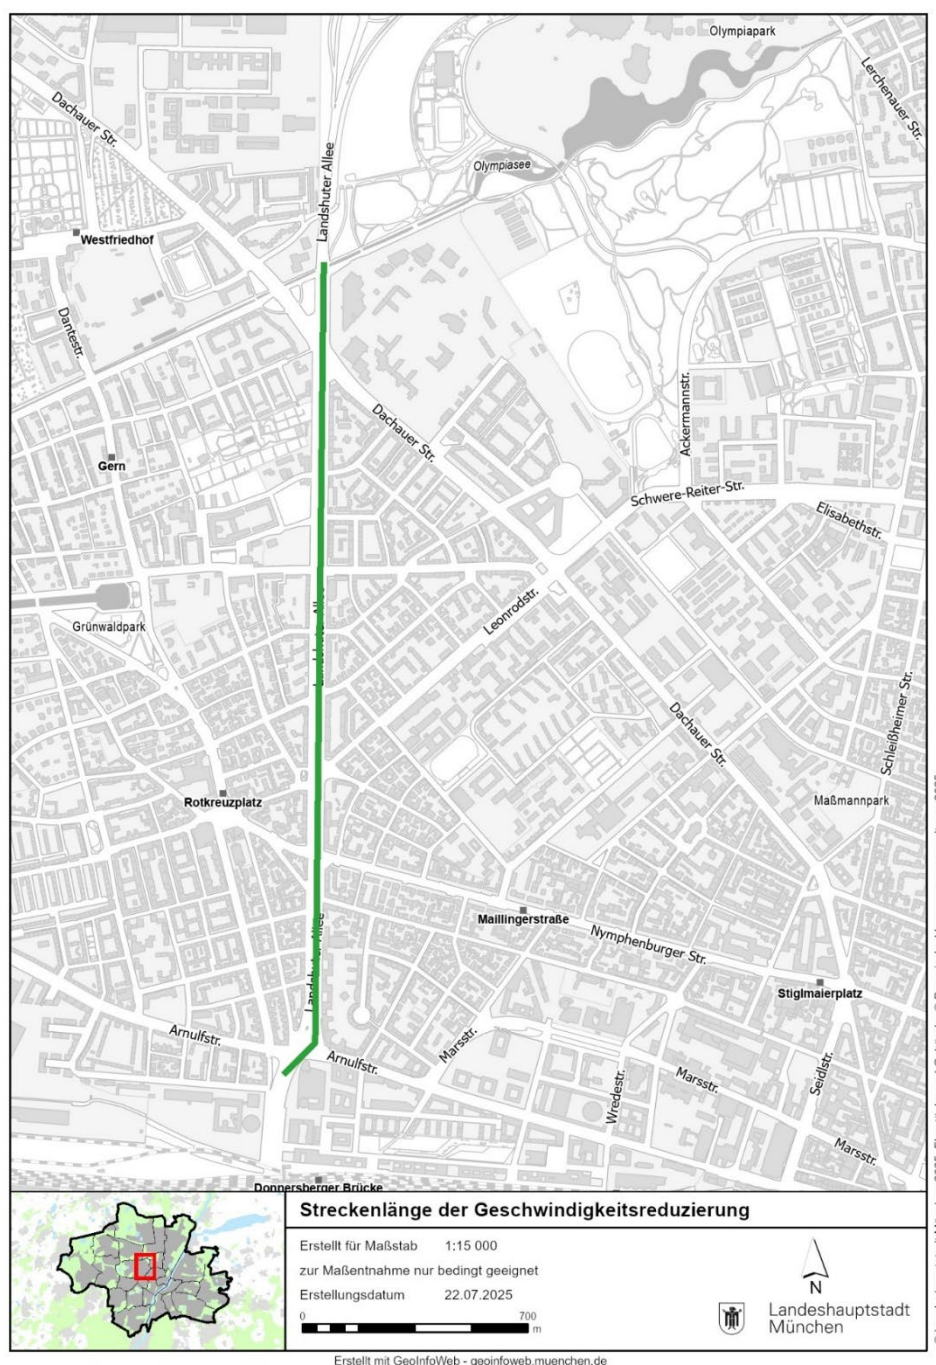 Olympiapark
Lerchenauer Str.
Dachauer Str.
Landshuter Allee
Olympiasee
Westfriedhof
Dantestr.
Ackermannstr.
Dachauer Str.
Gern
Schwere-Reiter-Str.
Elisabethstr.
Leonrodstr.
Grünwaldpark
Landshuter Allee
Schleißheimer Str.
Dachauer Str.
Rotkreuzplatz
Maßmannpark
Maillingerstraße
Nymphenburger Str.
Landshuter Allee
Stiglmaierplatz
Arnulfstr.
Arnulfstr.
Marsstr.
Marsstr.
Seidlstr.
Wredestr.
Marsstr.
Donnersberger Brücke
Streckenlänge der Geschwindigkeitsreduzierung
Erstellt für Maßstab 1:15 000
zur Maßentnahme nur bedingt geeignet
Erstellungsdatum 22.07.2025
0 700
m
N
Landeshauptstadt
München
Erstellt mit GeoInfoWeb - geoinfoweb.muenchen.de